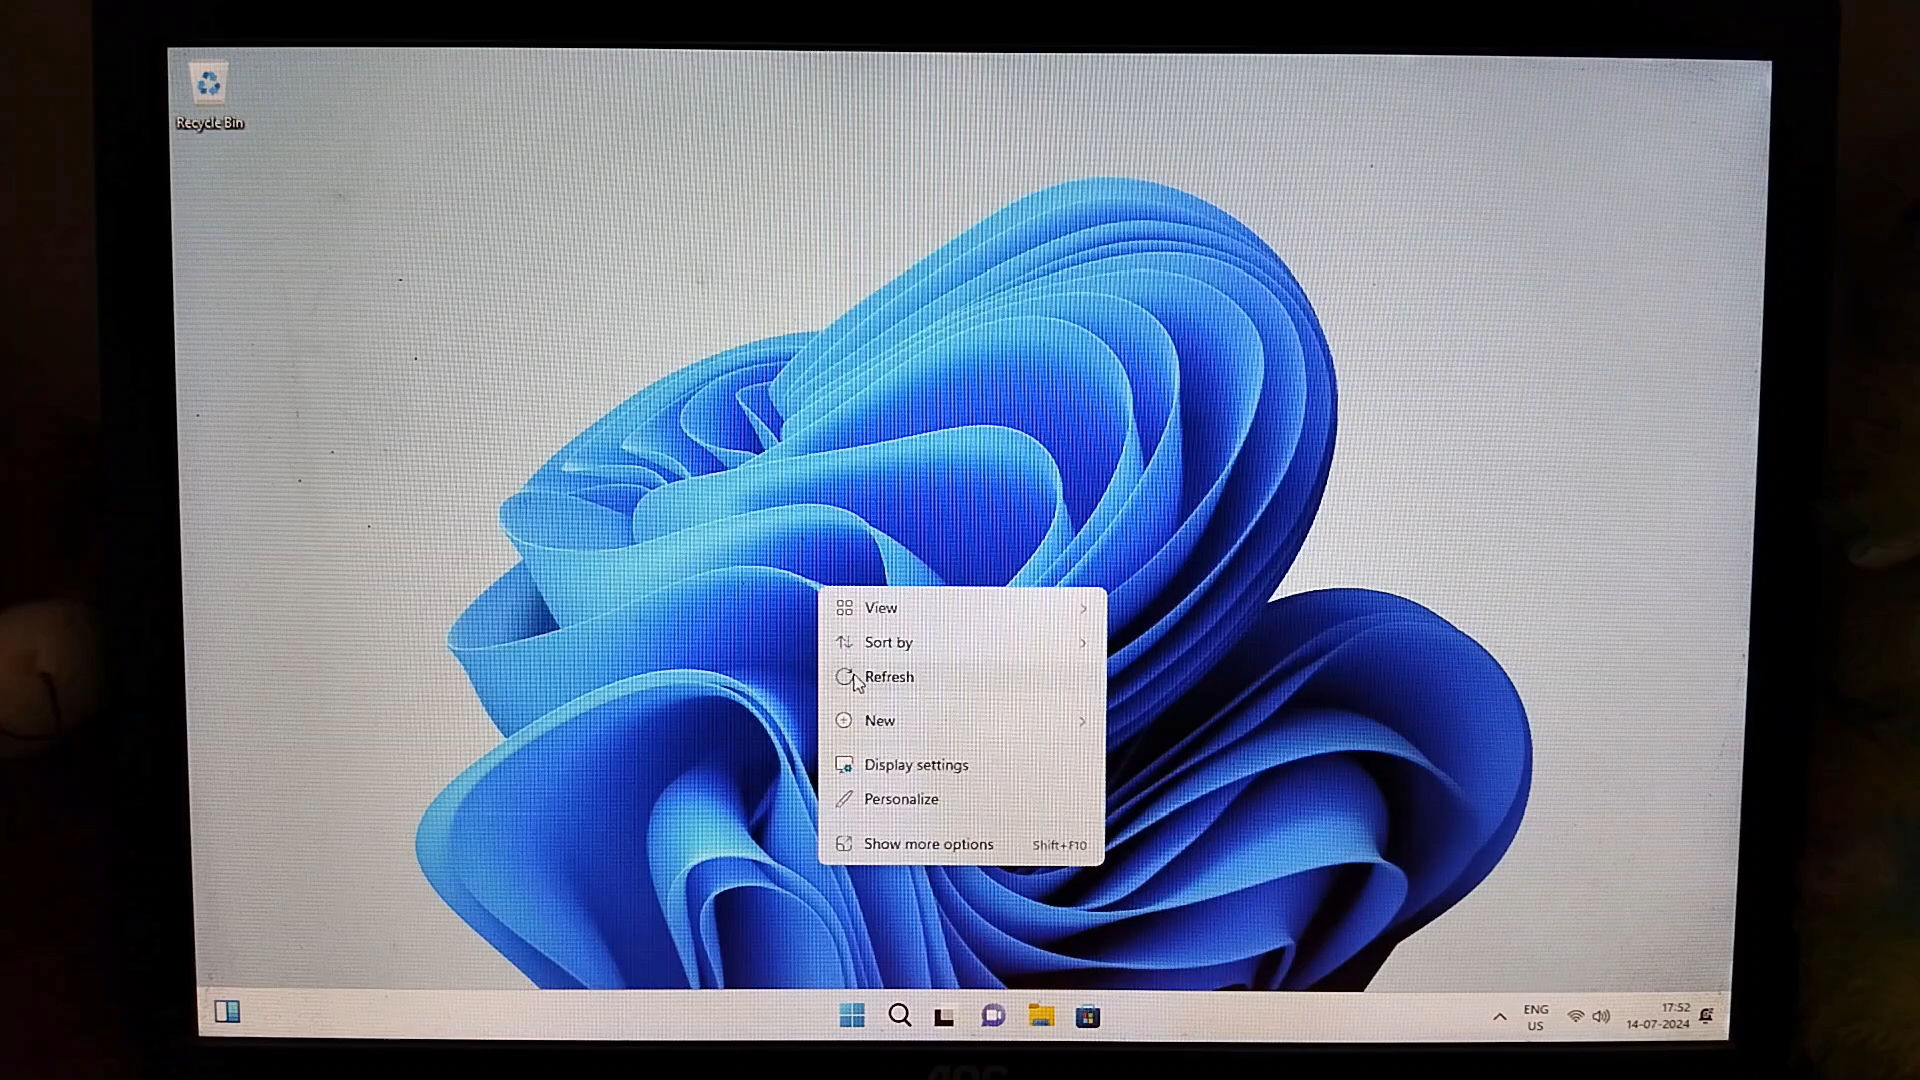 Recycle Bin
View
Sort by
Refresh
New
Display settings
Personalize
Show more options Shift+F10
ENG
US
17:52
14-07-2024
AOC